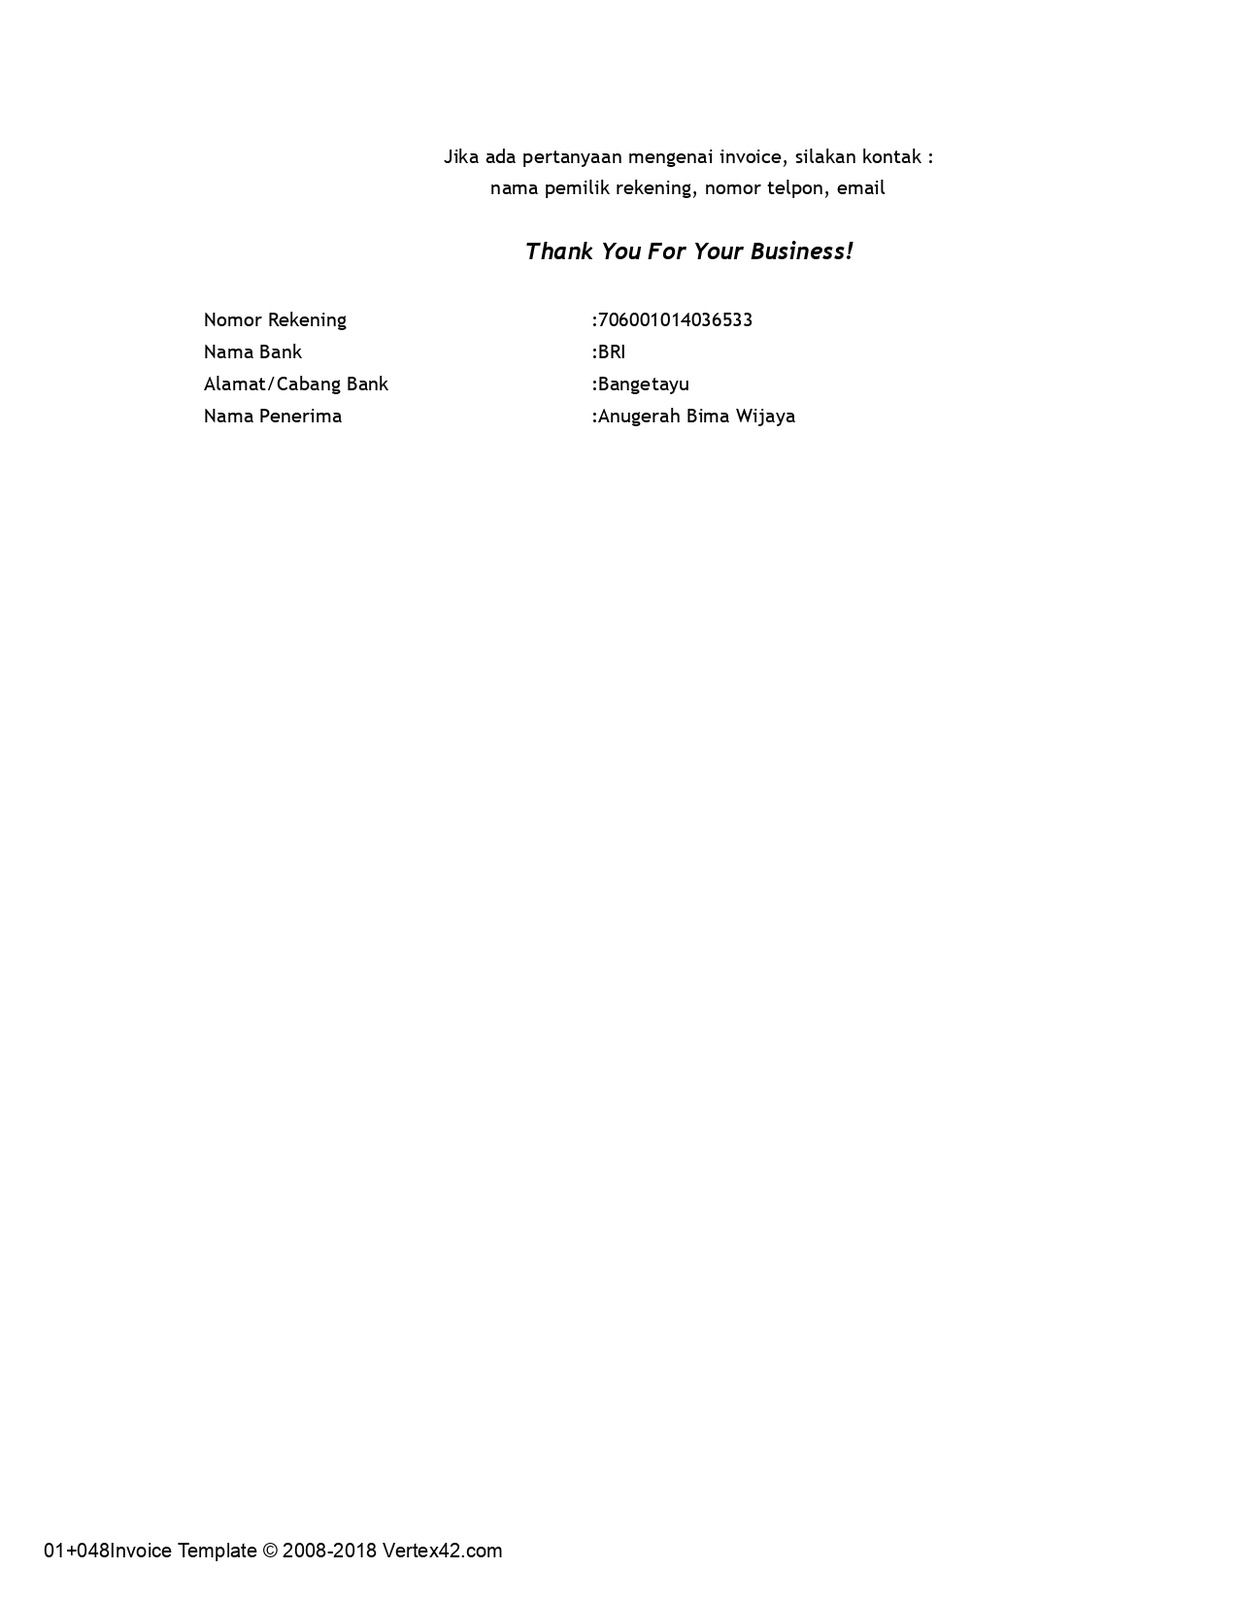 Jika ada pertanyaan mengenai invoice, silakan kontak :
nama pemilik rekening, nomor telpon, email
Thank You For Your Business!
Nomor Rekening :706001014036533
Nama Bank :BRI
Alamat/Cabang Bank :Bangetayu
Nama Penerima :Anugerah Bima Wijaya
01+048Invoice Template © 2008-2018 Vertex42.com